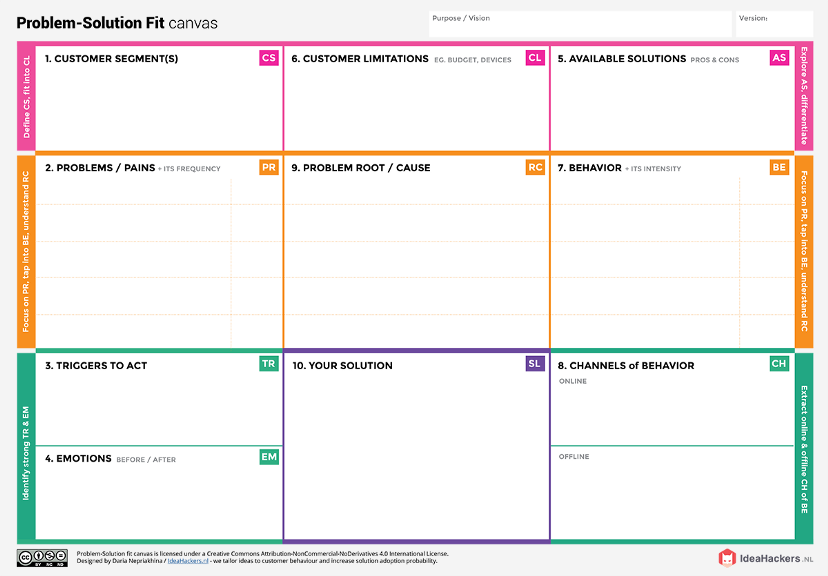 Problem-Solution Fit canvas
Purpose / Vision
Version:
Define CS, fit into CL
1. CUSTOMER SEGMENT(S)
CS
6. CUSTOMER LIMITATIONS EG. BUDGET, DEVICES
CL
5. AVAILABLE SOLUTIONS PROS & CONS
AS
Explore AS, differentiate
Focus on PR, tap into BE, understand RC
2. PROBLEMS / PAINS + ITS FREQUENCY
PR
9. PROBLEM ROOT / CAUSE
RC
7. BEHAVIOR + ITS INTENSITY
BE
Focus on PR, tap into BE, understand RC
Identify strong TR & EM
3. TRIGGERS TO ACT
TR
4. EMOTIONS BEFORE / AFTER
EM
10. YOUR SOLUTION
SL
8. CHANNELS of BEHAVIOR
CH
ONLINE
OFFLINE
Extract online & offline CH of BE
cc
BY NC ND
Problem-Solution fit canvas is licensed under a Creative Commons Attribution-NonCommercial-NoDerivatives 4.0 International License.
Designed by Daria Nepriakhina / IdeaHackers.nl - we tailor ideas to customer behaviour and increase solution adoption probability.
IdeaHackers.NL